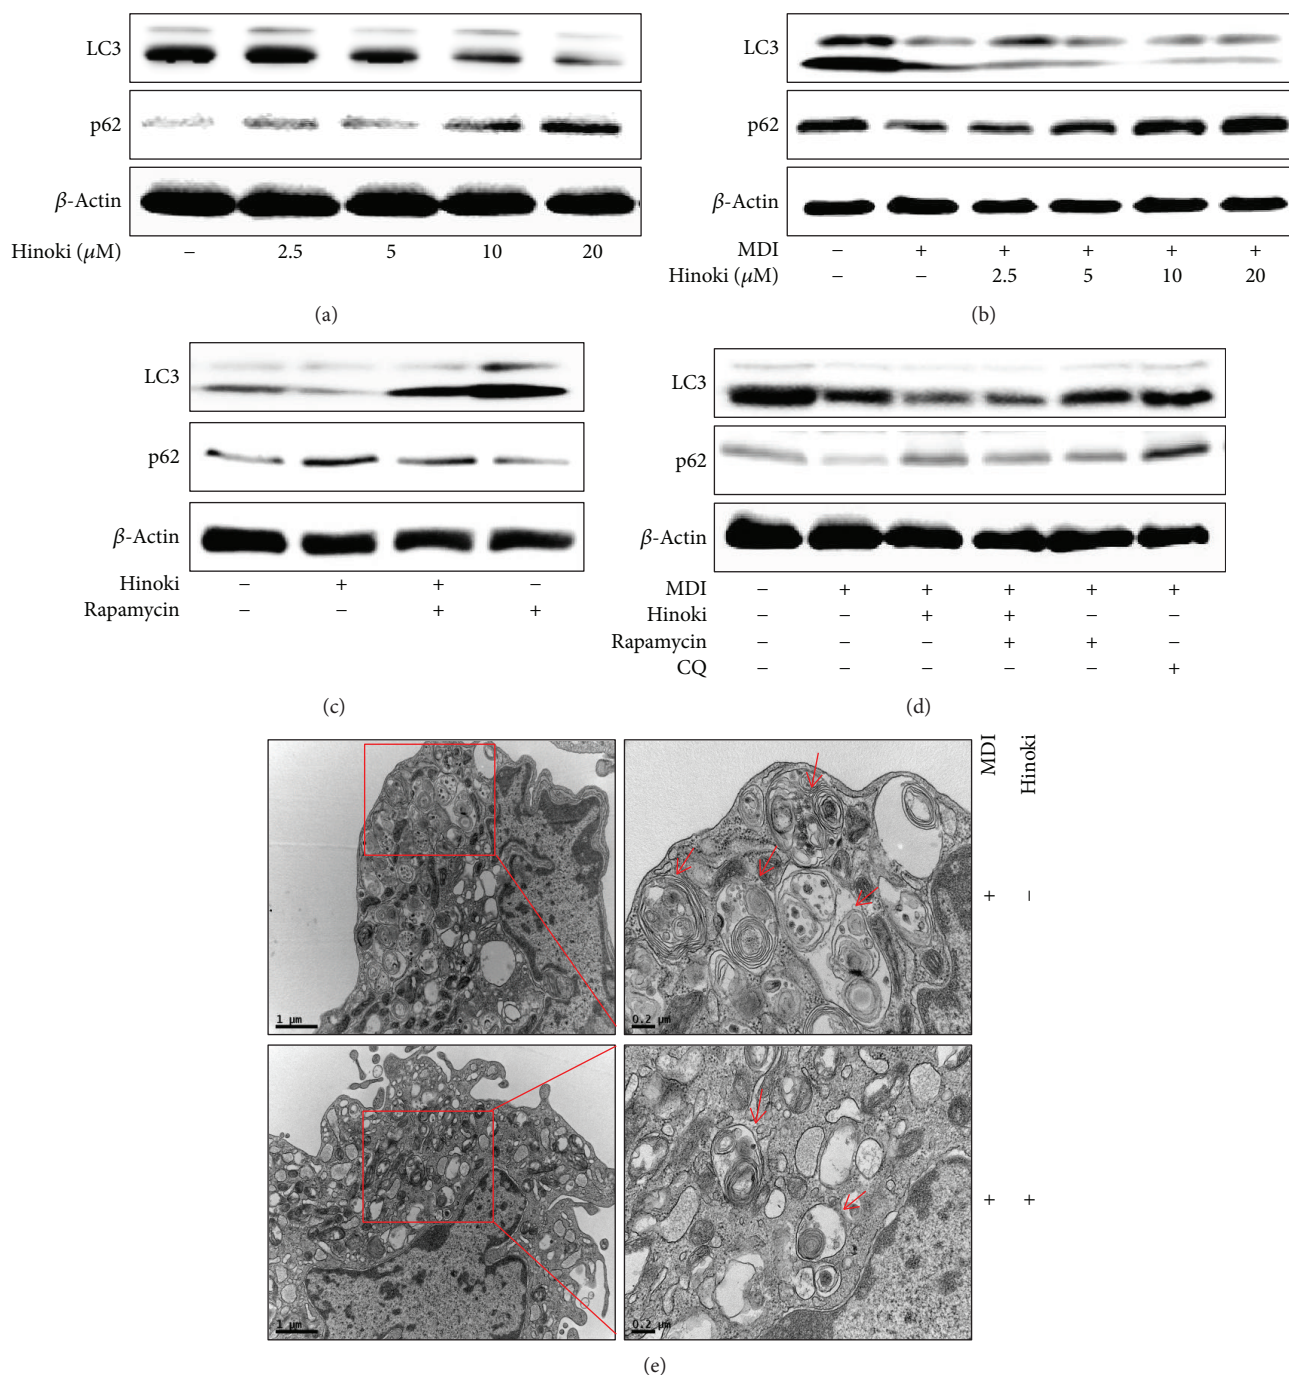 LC3
p62
β-Actin
Hinoki (μM) – 2.5 5 10 20
(a)
LC3
p62
β-Actin
MDI – + + + + +
Hinoki (μM) – – 2.5 5 10 20
(b)
LC3
p62
β-Actin
Hinoki – + + –
Rapamycin – – + +
(c)
LC3
p62
β-Actin
MDI – + + + + +
Hinoki – – + + – –
Rapamycin – – – + + –
CQ – – – – – +
(d)
MDI Hinoki
+ –
1 μm
0.2 μm
+ +
1 μm
0.2 μm
(e)